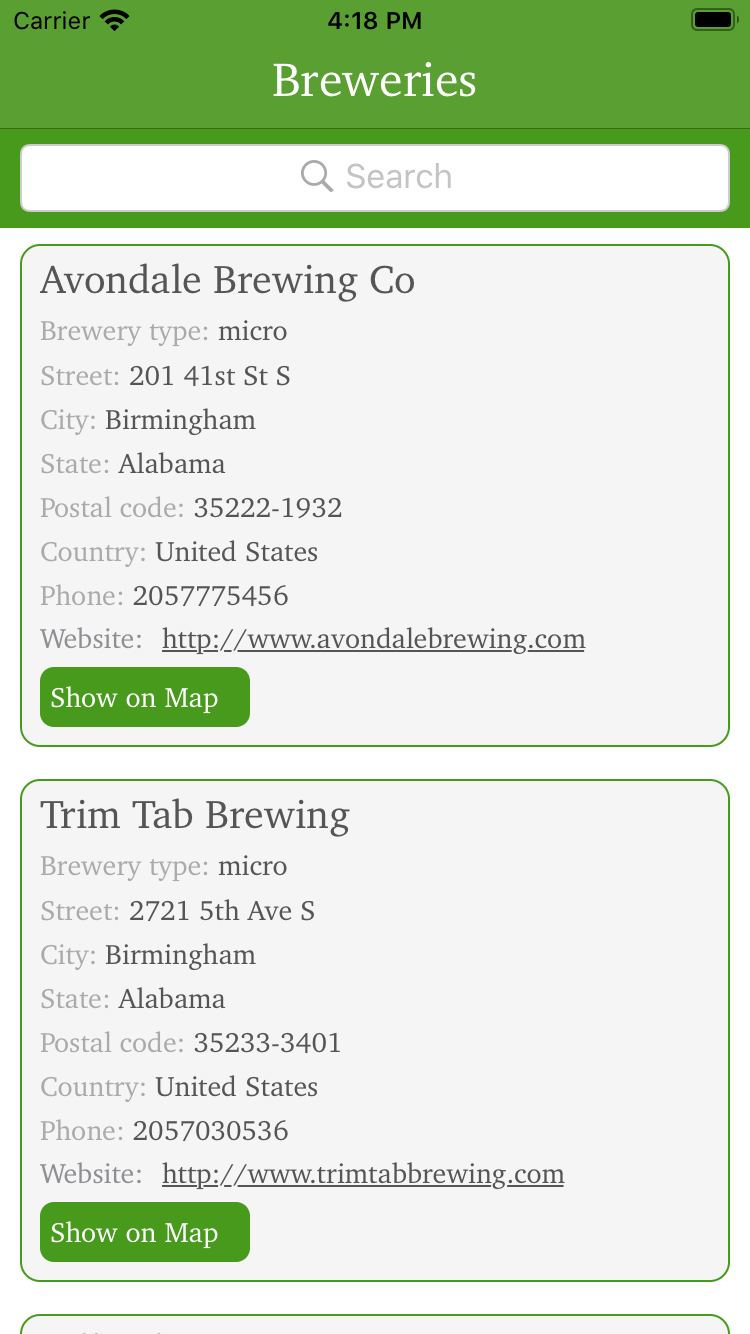 Carrier 4:18 PM
Breweries
Search
Avondale Brewing Co
Brewery type: micro
Street: 201 41st St S
City: Birmingham
State: Alabama
Postal code: 35222-1932
Country: United States
Phone: 2057775456
Website: http://www.avondalebrewing.com
Show on Map
Trim Tab Brewing
Brewery type: micro
Street: 2721 5th Ave S
City: Birmingham
State: Alabama
Postal code: 35233-3401
Country: United States
Phone: 2057030536
Website: http://www.trimtabbrewing.com
Show on Map